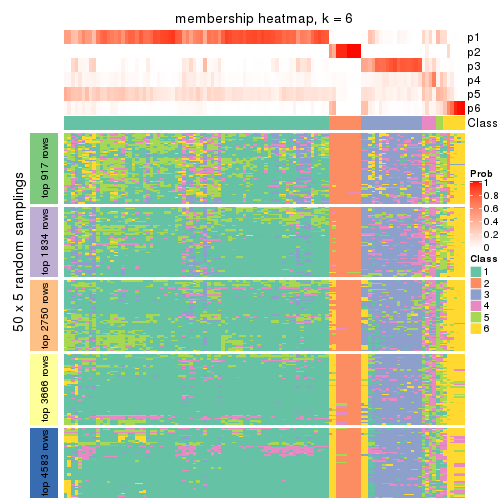 membership heatmap, k = 6
p1
p2
p3
p4
p5
p6
Class
50 x 5 random samplings
top 917 rows
top 1834 rows
top 2750 rows
top 3666 rows
top 4583 rows
Prob
0.8
0.6
0.4
0.2
0
Class
1
2
3
4
5
6